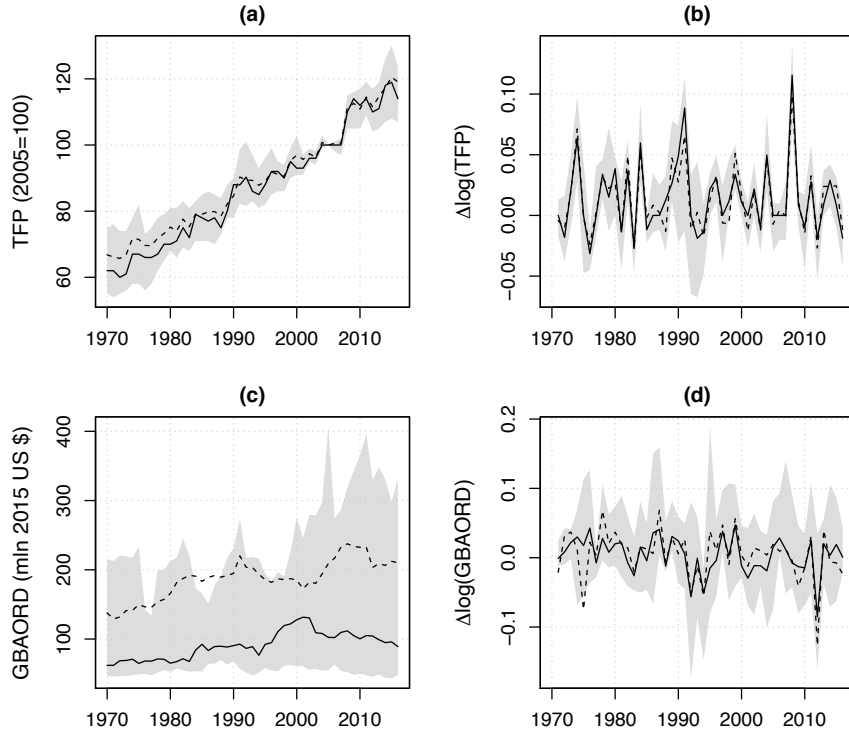 (a)
TFP (2005=100)
120
100
80
60
1970 1980 1990 2000 2010
(b)
Δlog(TFP)
0.10
0.05
0.00
−0.05
1970 1980 1990 2000 2010
(c)
GBAORD (mln 2015 US $)
400
300
200
100
1970 1980 1990 2000 2010
(d)
Δlog(GBAORD)
0.2
0.1
0.0
−0.1
1970 1980 1990 2000 2010